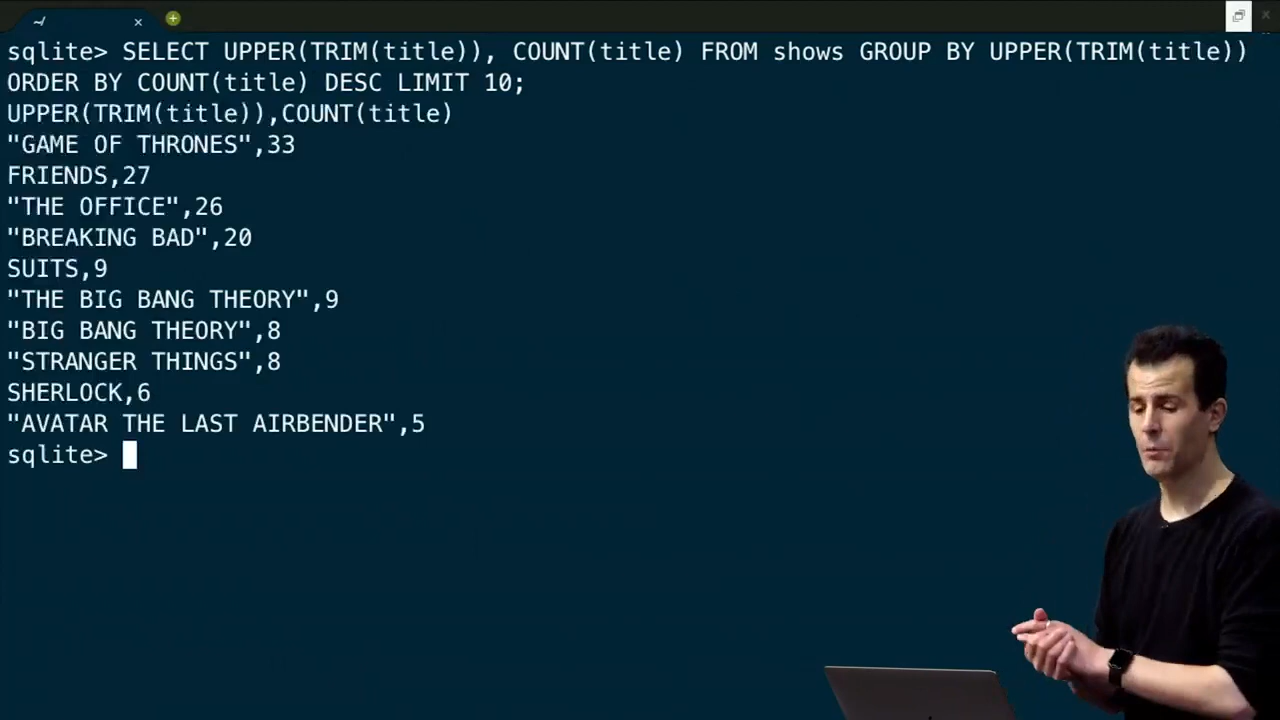 ~/
sqlite> SELECT UPPER(TRIM(title)), COUNT(title) FROM shows GROUP BY UPPER(TRIM(title))
ORDER BY COUNT(title) DESC LIMIT 10;
UPPER(TRIM(title)),COUNT(title)
"GAME OF THRONES",33
FRIENDS,27
"THE OFFICE",26
"BREAKING BAD",20
SUITS,9
"THE BIG BANG THEORY",9
"BIG BANG THEORY",8
"STRANGER THINGS",8
SHERLOCK,6
"AVATAR THE LAST AIRBENDER",5
sqlite>